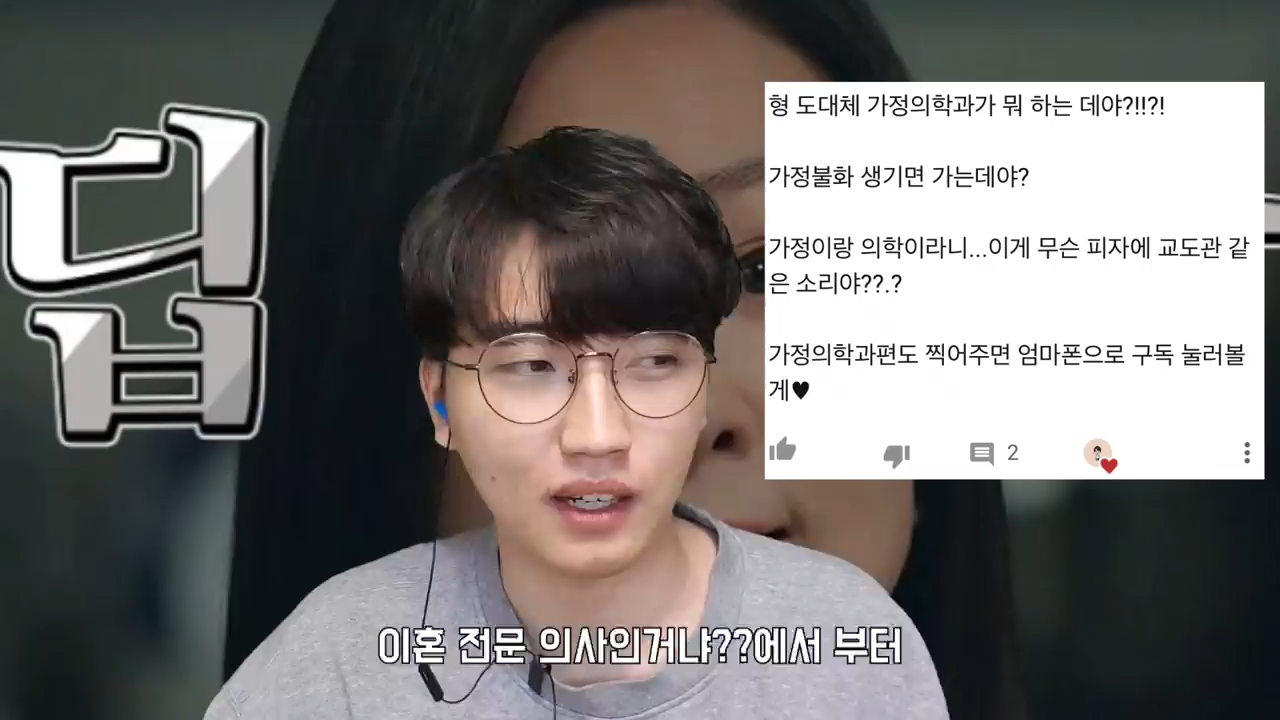 딥
형 도대체 가정의학과가 뭐 하는 데야?!!?!
가정불화 생기면 가는데야?
가정이랑 의학이라니...이게 무슨 피자에 교도관 같
은 소리야??.?
가정의학과편도 찍어주면 엄마폰으로 구독 눌러볼
게♥
2
이혼 전문 의사인거냐??에서 부터